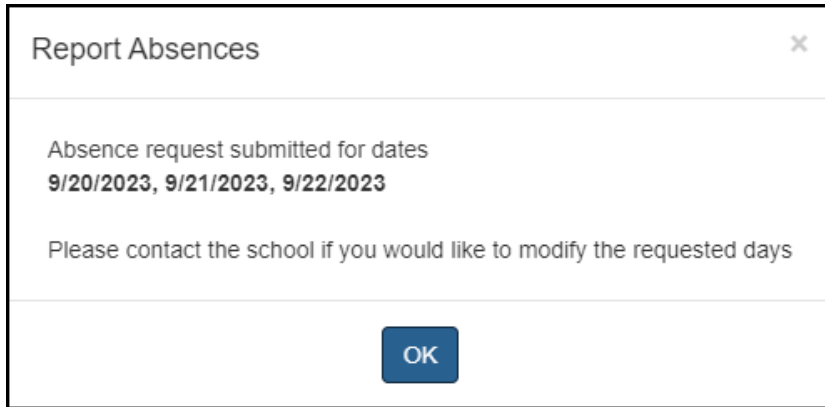 Report Absences ×
Absence request submitted for dates
9/20/2023, 9/21/2023, 9/22/2023
Please contact the school if you would like to modify the requested days
OK